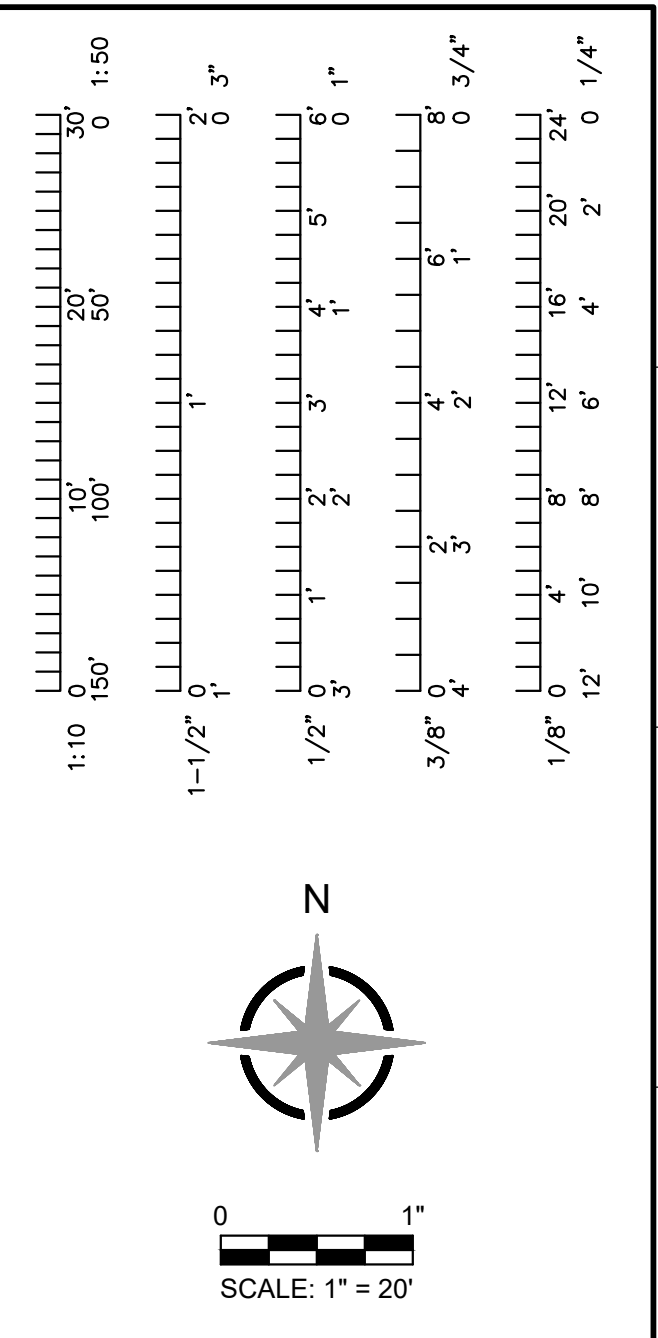 1:10 0 10' 20' 30'
150' 100' 50' 0 1:50
1-1/2" 0 1' 2'
1' 0 3"
1/2" 0 1' 2' 3' 4' 5' 6'
3' 2' 1' 0 1"
3/8" 0 2' 4' 6' 8'
4' 3' 2' 1' 0 3/4"
1/8" 0 4' 8' 12' 16' 20' 24'
12' 10' 8' 6' 4' 2' 0 1/4"
N
0 1"
SCALE: 1" = 20'